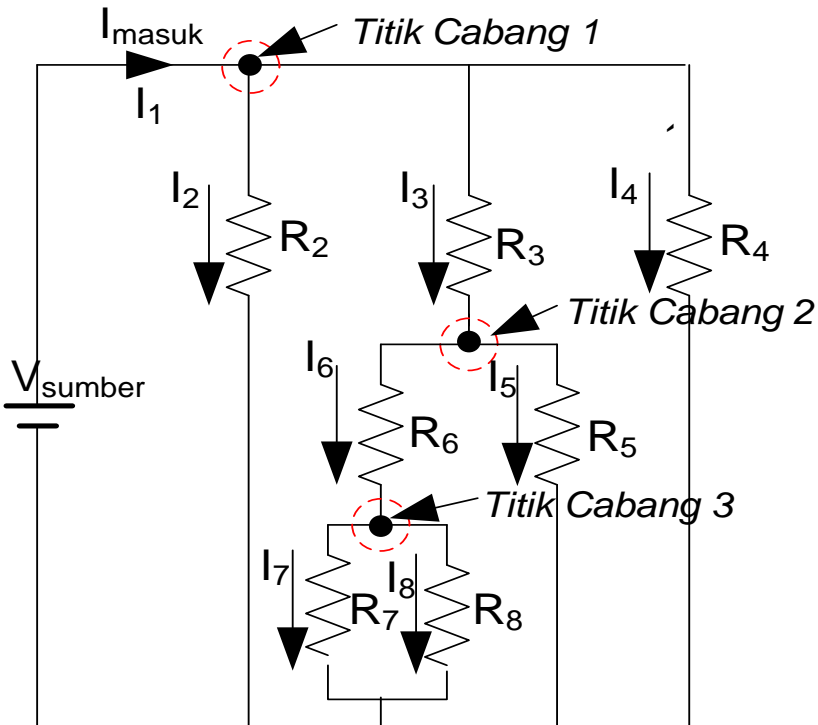 I masuk
Titik Cabang 1
I1
I2
R2
I3
R3
I4
R4
Titik Cabang 2
I6
I5
Vsumber
R6
R5
Titik Cabang 3
I7
R7
I8
R8